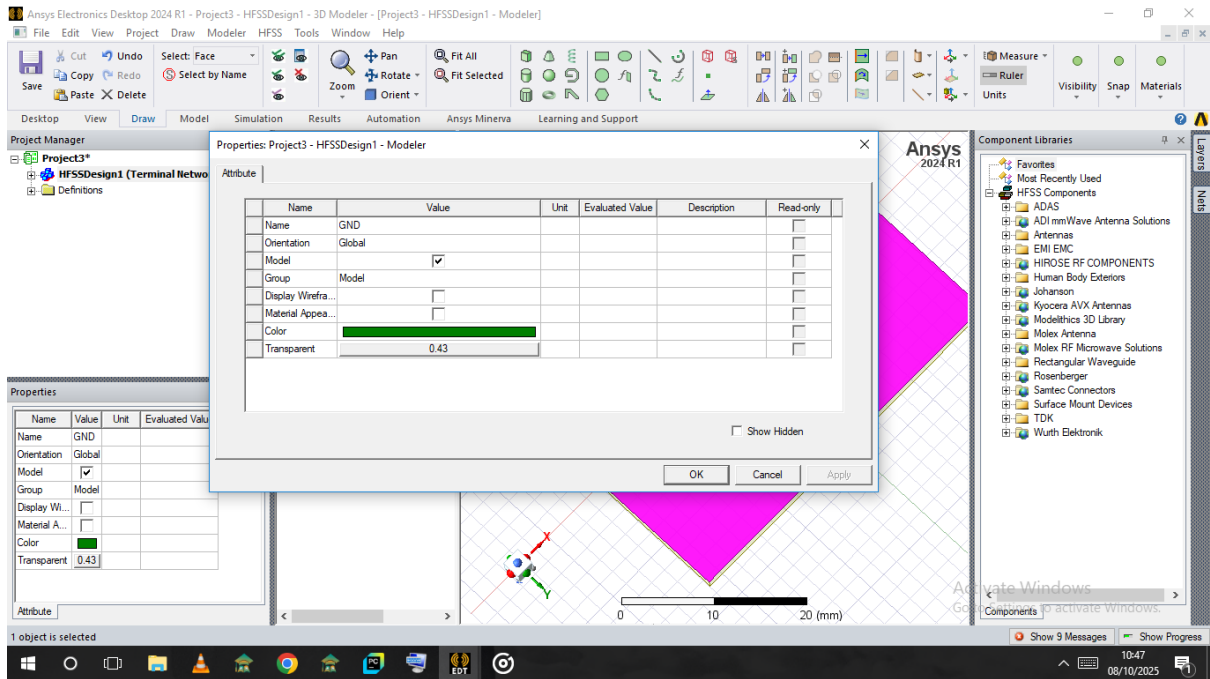 Ansys Electronics Desktop 2024 R1 - Project3 - HFSSDesign1 - 3D Modeler - [Project3 - HFSSDesign1 - Modeler]
File Edit View Project Draw Modeler HFSS Tools Window Help
Save
Cut
Copy
Paste
Undo
Redo
Delete
Select: Face
Select by Name
Zoom
Pan
Rotate
Orient
Fit All
Fit Selected
Measure
Ruler
Units
Visibility
Snap
Materials
Desktop View Draw Model Simulation Results Automation Ansys Minerva Learning and Support
Project Manager
Project3*
HFSSDesign1 (Terminal Netwo
Definitions
Properties
Name Value Unit Evaluated Valu
Name GND
Orientation Global
Model
Group Model
Display Wi...
Material A...
Color
Transparent 0.43
Attribute
Properties: Project3 - HFSSDesign1 - Modeler
Attribute
Name Value Unit Evaluated Value Description Read-only
Name GND
Orientation Global
Model
Group Model
Display Wirefra...
Material Appea...
Color
Transparent 0.43
Show Hidden
OK Cancel Apply
Ansys
2024 R1
X
Y
0 10 20 (mm)
Component Libraries
Favorites
Most Recently Used
HFSS Components
ADAS
ADI mmWave Antenna Solutions
Antennas
EMI EMC
HIROSE RF COMPONENTS
Human Body Exteriors
Johanson
Kyocera AVX Antennas
Modelithics 3D Library
Molex Antenna
Molex RF Microwave Solutions
Rectangular Waveguide
Rosenberger
Samtec Connectors
Surface Mount Devices
TDK
Wurth Elektronik
Components
Layers
Nets
Activate Windows
Go to Settings to activate Windows.
1 object is selected
Show 9 Messages
Show Progress
PC
EDT
10:47
08/10/2025
1